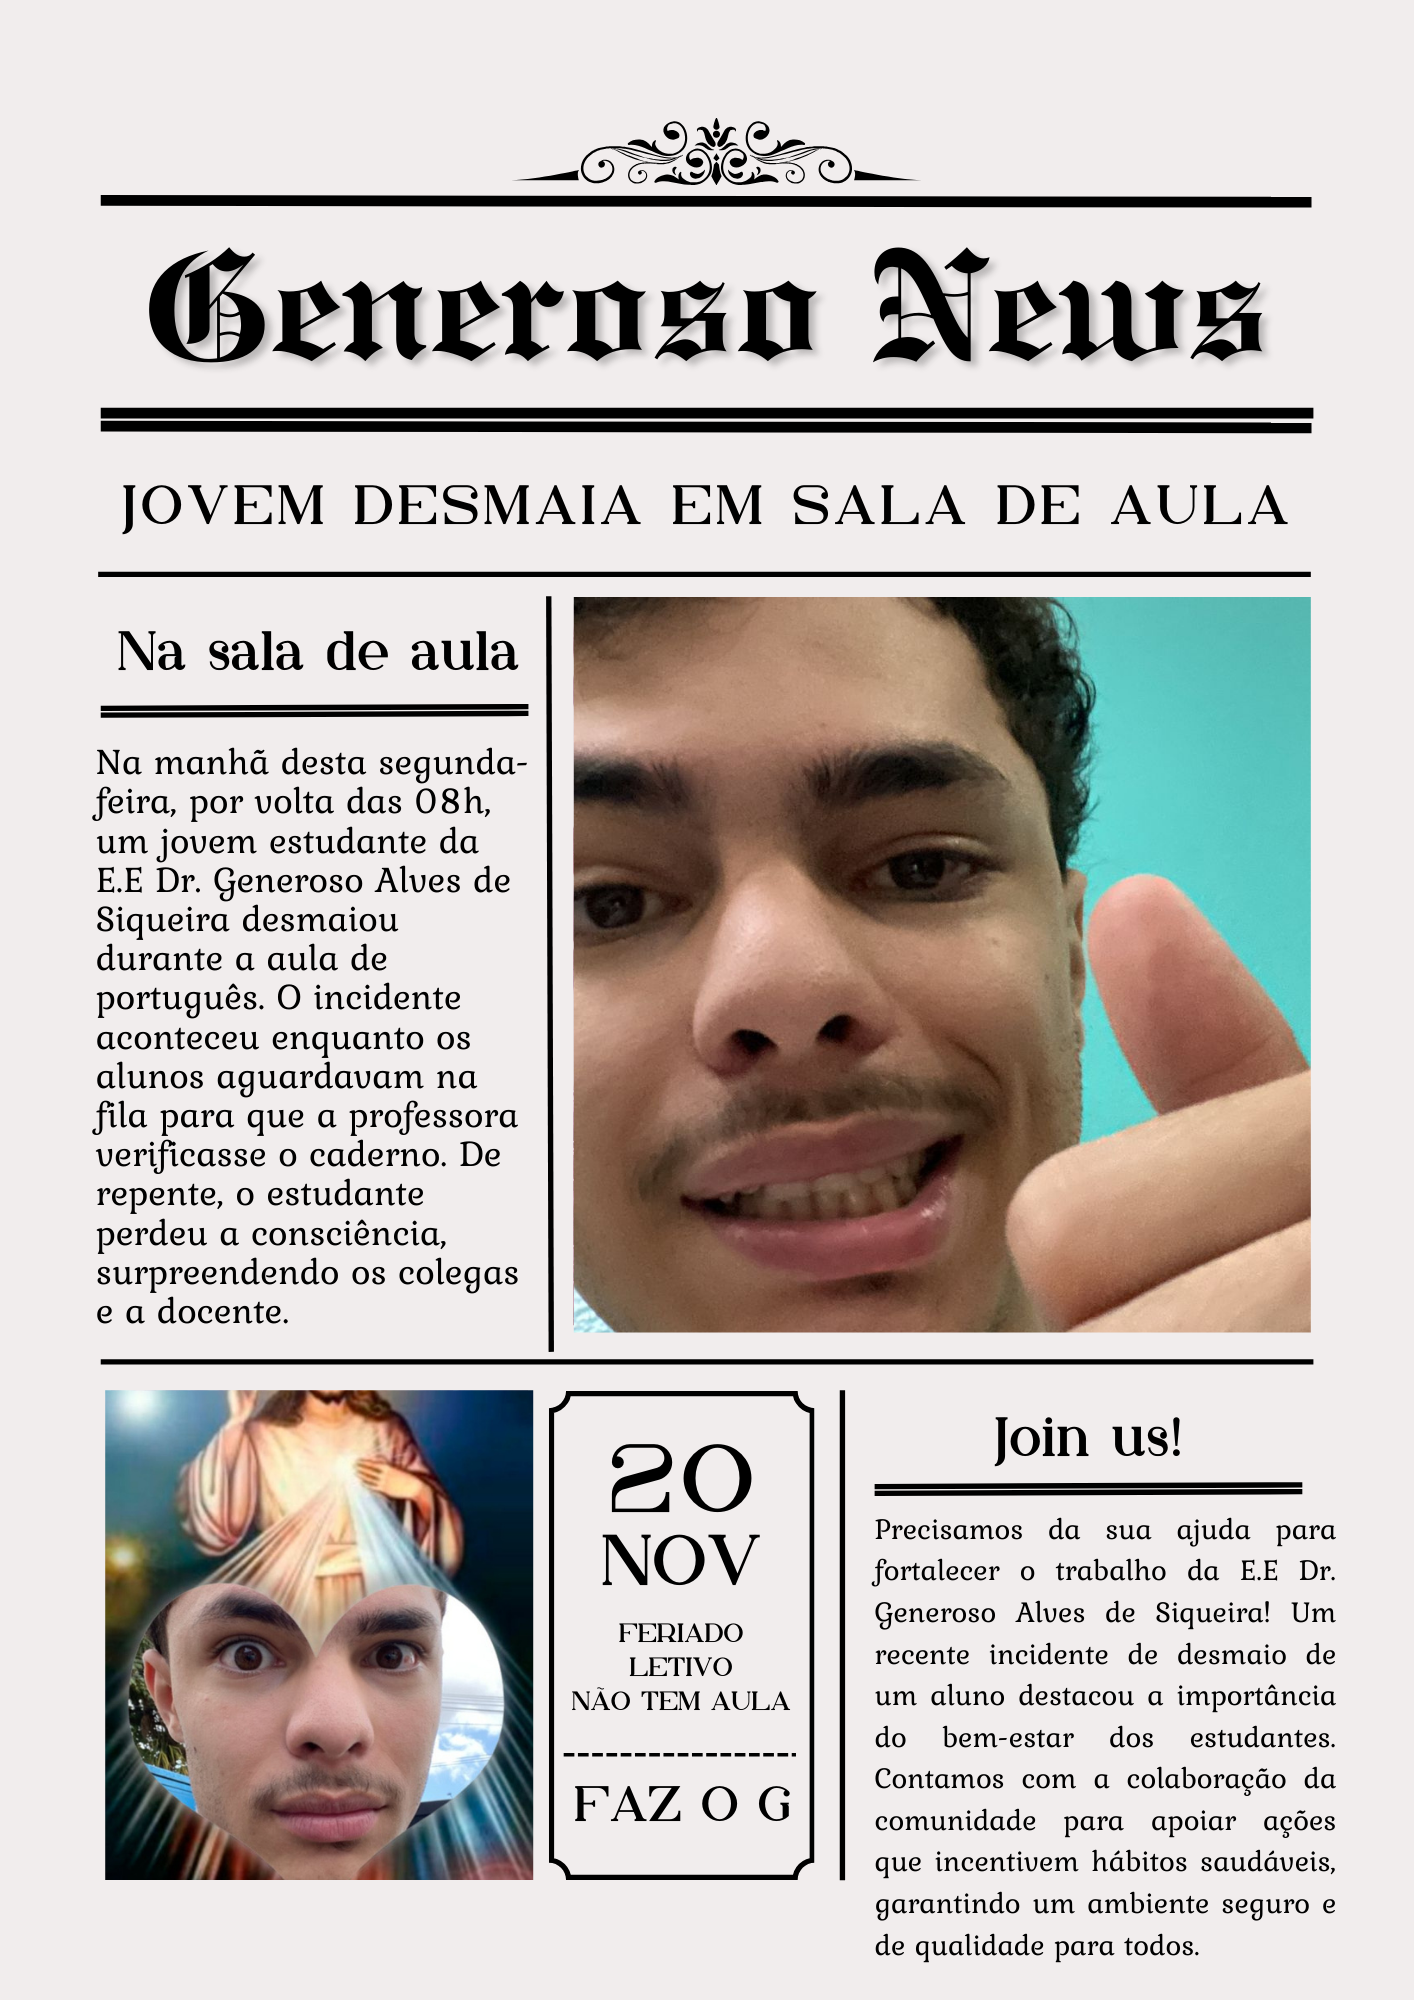 Generoso News
JOVEM DESMAIA EM SALA DE AULA
Na sala de aula
Na manhã desta segunda-
feira, por volta das 08h,
um jovem estudante da
E.E Dr. Generoso Alves de
Siqueira desmaiou
durante a aula de
português. O incidente
aconteceu enquanto os
alunos aguardavam na
fila para que a professora
verificasse o caderno. De
repente, o estudante
perdeu a consciência,
surpreendendo os colegas
e a docente.
20
NOV
FERIADO
LETIVO
NÃO TEM AULA
FAZ O G
Join us!
Precisamos da sua ajuda para
fortalecer o trabalho da E.E Dr.
Generoso Alves de Siqueira! Um
recente incidente de desmaio de
um aluno destacou a importância
do bem-estar dos estudantes.
Contamos com a colaboração da
comunidade para apoiar ações
que incentivem hábitos saudáveis,
garantindo um ambiente seguro e
de qualidade para todos.